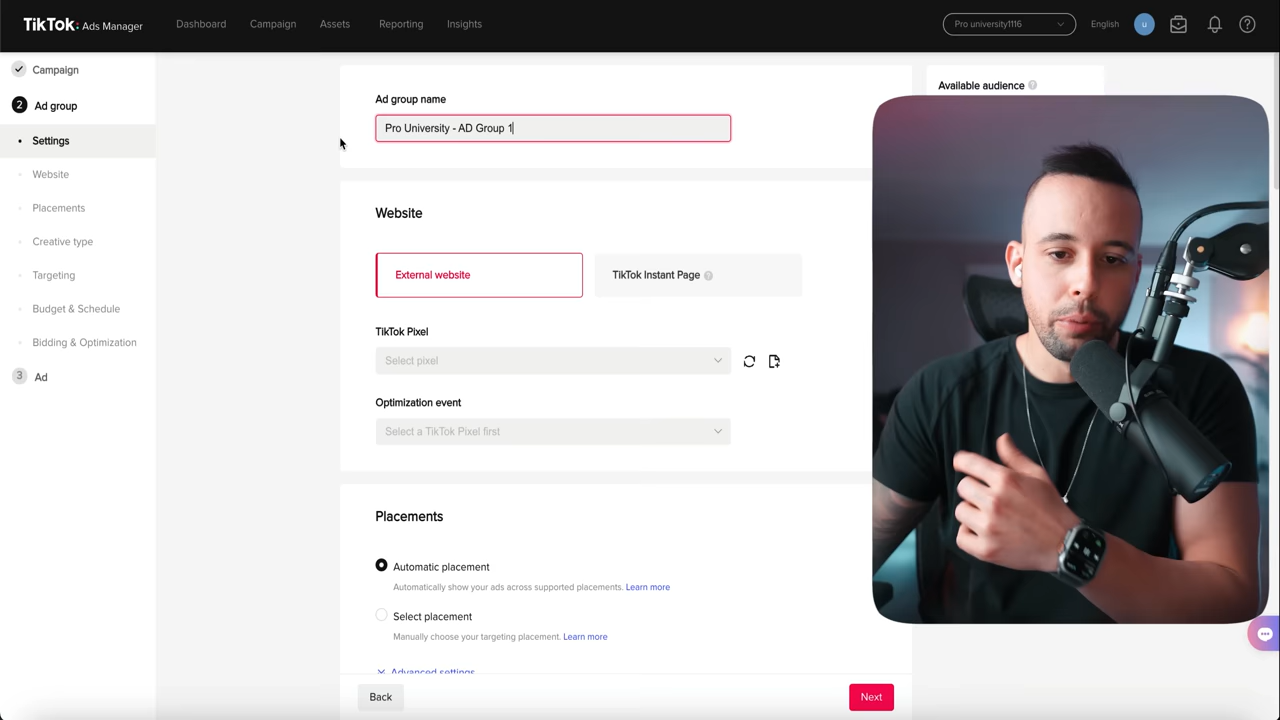 TikTok: Ads Manager
Dashboard
Campaign
Assets
Reporting
Insights
Pro university1116
English
u
Campaign
2 Ad group
Settings
Website
Placements
Creative type
Targeting
Budget & Schedule
Bidding & Optimization
3 Ad
Ad group name
Pro University - AD Group 1
Website
External website
TikTok Instant Page
TikTok Pixel
Select pixel
Optimization event
Select a TikTok Pixel first
Placements
Automatic placement
Automatically show your ads across supported placements. Learn more
Select placement
Manually choose your targeting placement. Learn more
Advanced settings
Back
Next
Available audience